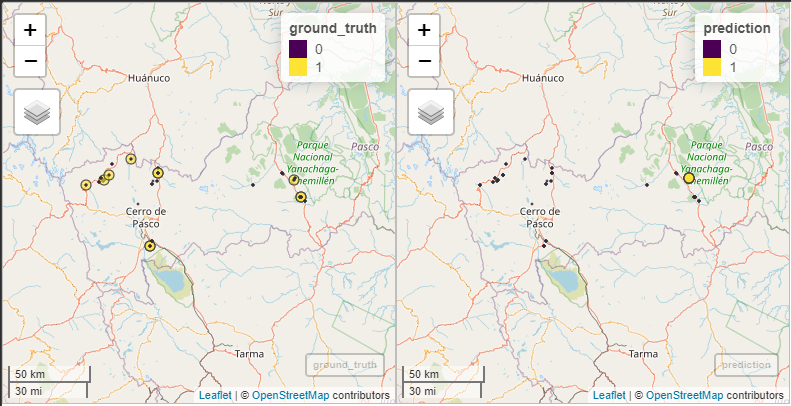 Sur
+
−
ground_truth
0
1
Huánuco
Parque
Nacional
Yanachaga-
Chemillén
Pasco
Cerro de
Pasco
Tarma
50 km
30 mi
ground_truth
Leaflet | © OpenStreetMap contributors
Sur
+
−
prediction
0
1
Huánuco
Parque
Nacional
Yanachaga-
Chemillén
Pasco
Cerro de
Pasco
Tarma
50 km
30 mi
prediction
Leaflet | © OpenStreetMap contributors